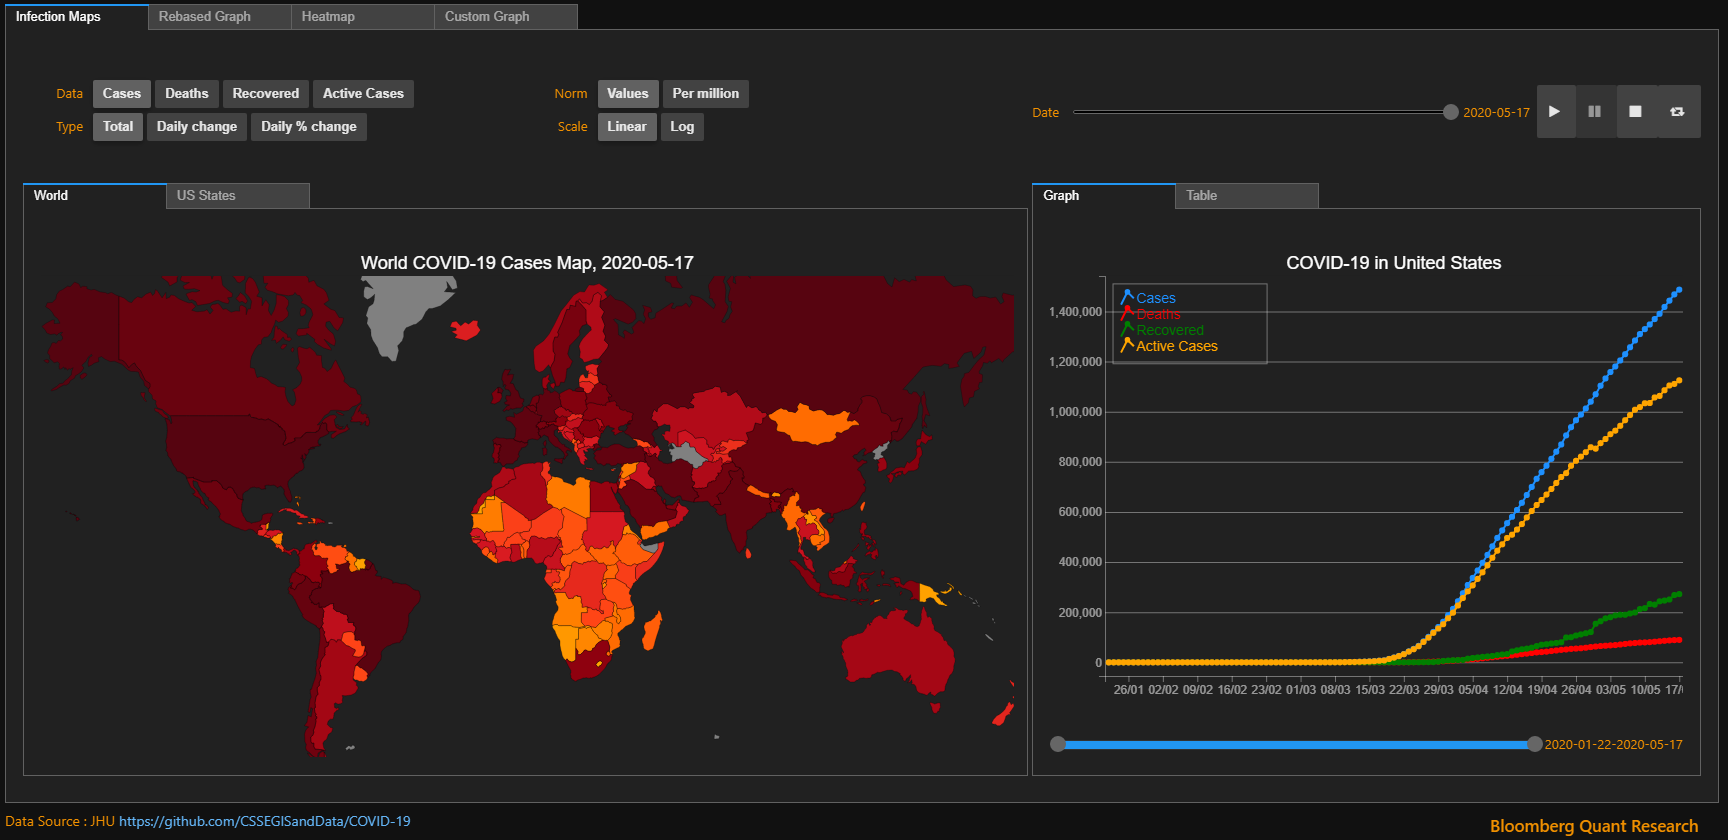 Infection Maps Rebased Graph Heatmap Custom Graph
Data Cases Deaths Recovered Active Cases Norm Values Per million
Date 2020-05-17
Type Total Daily change Daily % change Scale Linear Log
World US States Graph Table
World COVID-19 Cases Map, 2020-05-17
COVID-19 in United States
Cases
Deaths
Recovered
Active Cases
1,400,000
1,200,000
1,000,000
800,000
600,000
400,000
200,000
0
26/01 02/02 09/02 16/02 23/02 01/03 08/03 15/03 22/03 29/03 05/04 12/04 19/04 26/04 03/05 10/05 17/
2020-01-22-2020-05-17
Data Source : JHU https://github.com/CSSEGISandData/COVID-19
Bloomberg Quant Research